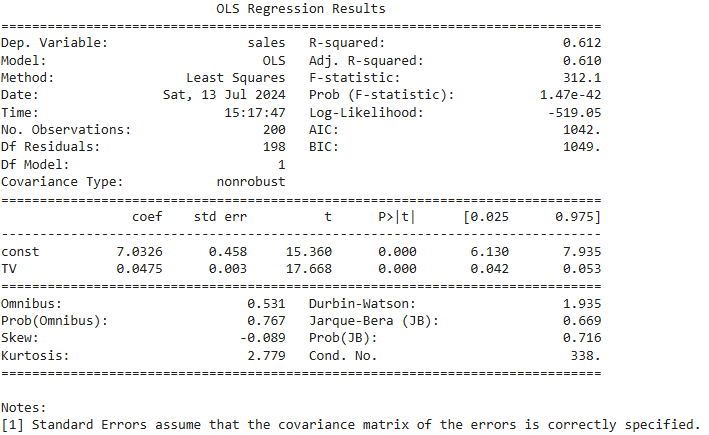 OLS Regression Results
==============================================================================
Dep. Variable:                  sales   R-squared:                       0.612
Model:                            OLS   Adj. R-squared:                  0.610
Method:                 Least Squares   F-statistic:                     312.1
Date:                Sat, 13 Jul 2024   Prob (F-statistic):           1.47e-42
Time:                        15:17:47   Log-Likelihood:                -519.05
No. Observations:                 200   AIC:                             1042.
Df Residuals:                     198   BIC:                             1049.
Df Model:                           1
Covariance Type:            nonrobust
==============================================================================
                 coef    std err          t      P>|t|      [0.025      0.975]
------------------------------------------------------------------------------
const          7.0326      0.458     15.360      0.000       6.130       7.935
TV             0.0475      0.003     17.668      0.000       0.042       0.053
==============================================================================
Omnibus:                        0.531   Durbin-Watson:                   1.935
Prob(Omnibus):                  0.767   Jarque-Bera (JB):                0.669
Skew:                          -0.089   Prob(JB):                        0.716
Kurtosis:                       2.779   Cond. No.                         338.
==============================================================================
Notes:
[1] Standard Errors assume that the covariance matrix of the errors is correctly specified.